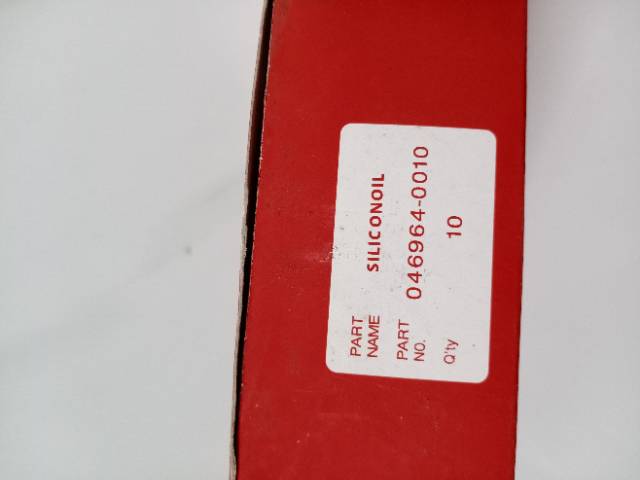 PART
NAME SILICONOIL
PART
NO. 046964-0010
Q'ty 10